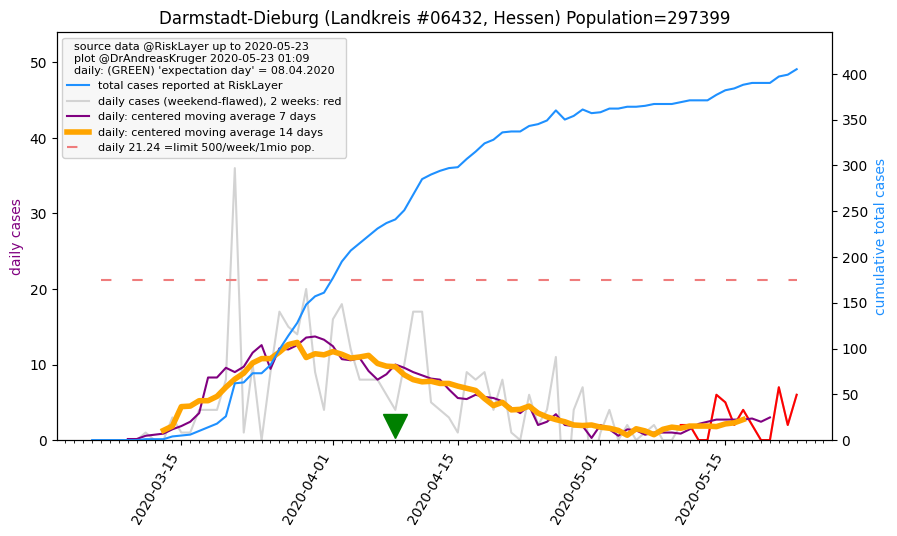 Darmstadt-Dieburg (Landkreis #06432, Hessen) Population=297399
source data @RiskLayer up to 2020-05-23
plot @DrAndreasKruger 2020-05-23 01:09
daily: (GREEN) 'expectation day' = 08.04.2020
total cases reported at RiskLayer
daily cases (weekend-flawed), 2 weeks: red
daily: centered moving average 7 days
daily: centered moving average 14 days
daily 21.24 =limit 500/week/1mio pop.
daily cases
50
40
30
20
10
0
cumulative total cases
400
350
300
250
200
150
100
50
0
2020-03-15
2020-04-01
2020-04-15
2020-05-01
2020-05-15